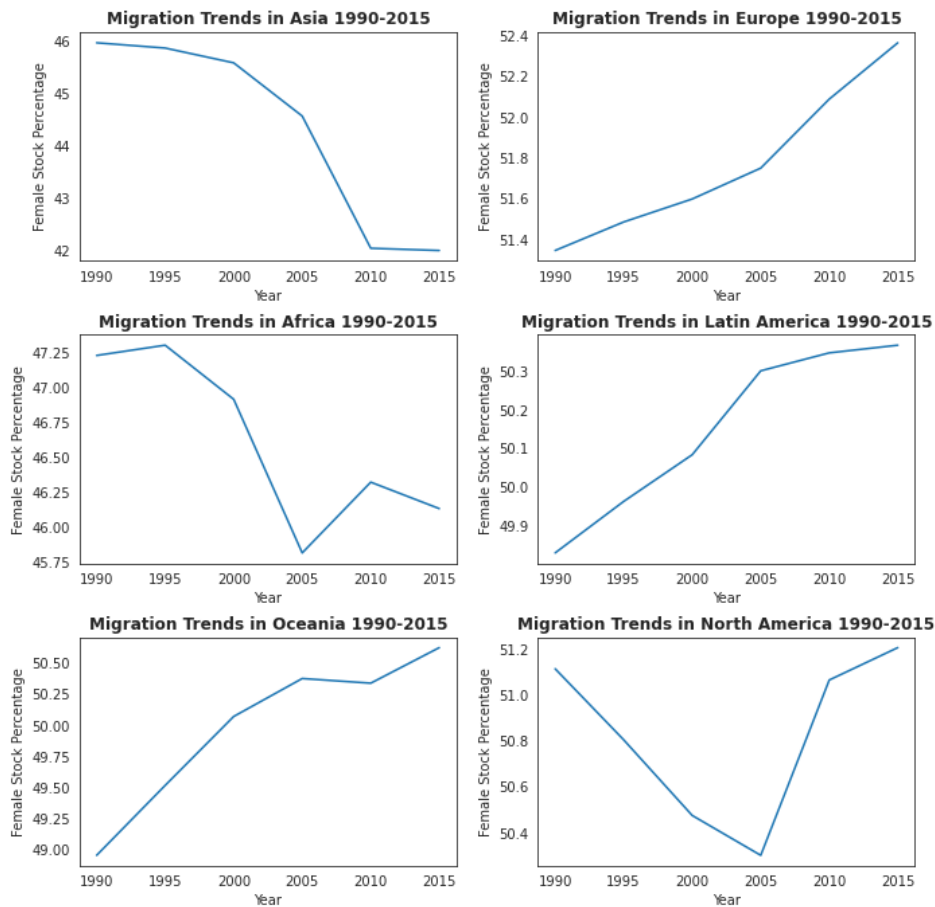 Migration Trends in Asia 1990-2015
46
45
44
43
42
Female Stock Percentage
1990 1995 2000 2005 2010 2015
Year
Migration Trends in Europe 1990-2015
52.4
52.2
52.0
51.8
51.6
51.4
Female Stock Percentage
1990 1995 2000 2005 2010 2015
Year
Migration Trends in Africa 1990-2015
47.25
47.00
46.75
46.50
46.25
46.00
45.75
Female Stock Percentage
1990 1995 2000 2005 2010 2015
Year
Migration Trends in Latin America 1990-2015
50.3
50.2
50.1
50.0
49.9
Female Stock Percentage
1990 1995 2000 2005 2010 2015
Year
Migration Trends in Oceania 1990-2015
50.50
50.25
50.00
49.75
49.50
49.25
49.00
Female Stock Percentage
1990 1995 2000 2005 2010 2015
Year
Migration Trends in North America 1990-2015
51.2
51.0
50.8
50.6
50.4
Female Stock Percentage
1990 1995 2000 2005 2010 2015
Year